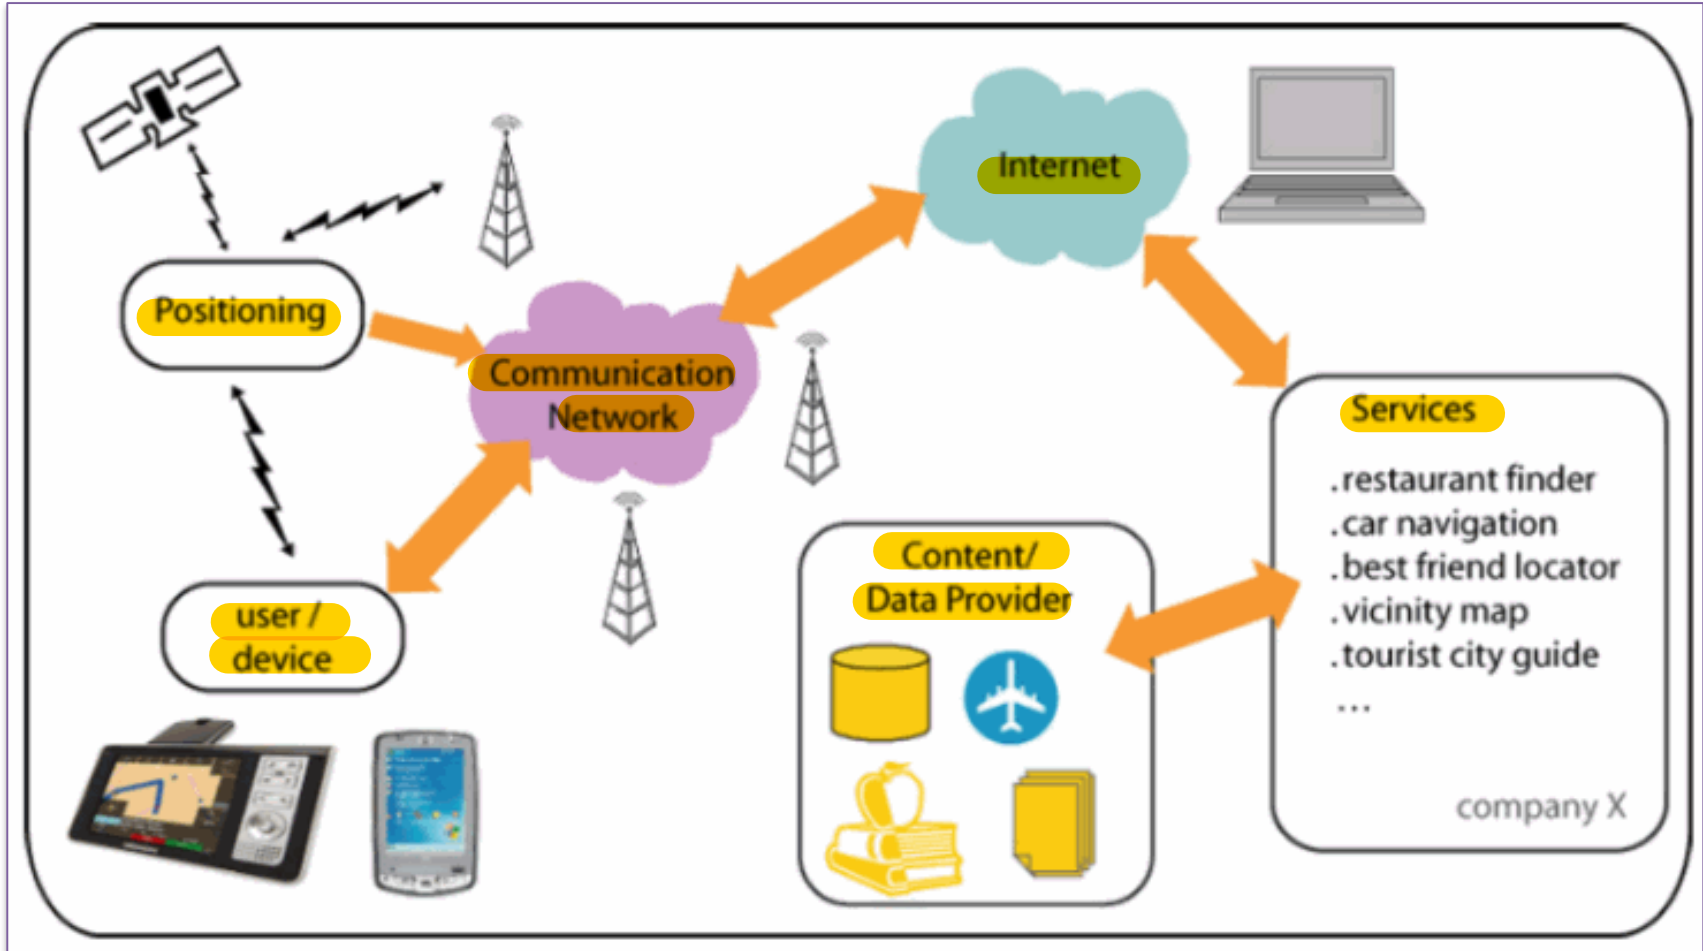 Internet
Positioning
Communication
Network
user /
device
Services
.restaurant finder
.car navigation
.best friend locator
.vicinity map
.tourist city guide
...
company X
Content/
Data Provider